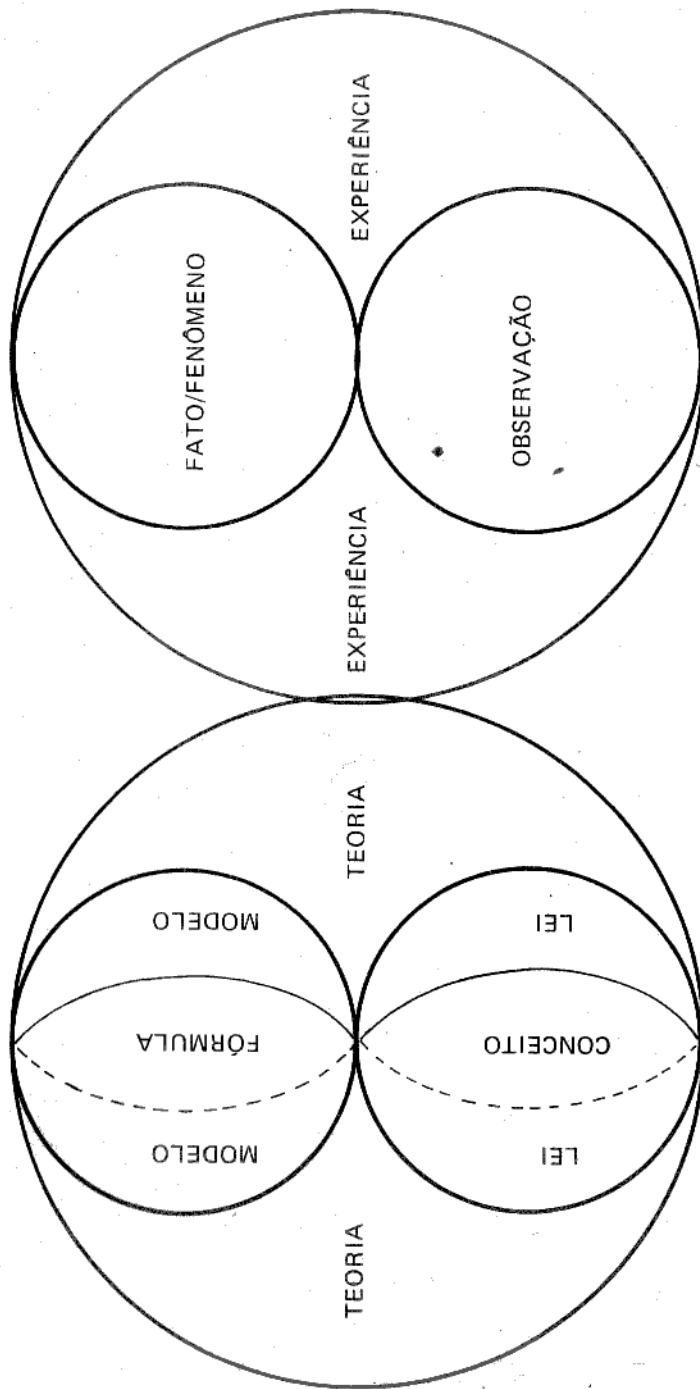 MODELO
FÓRMULA
MODELO
FATO/FENÔMENO
TEORIA
TEORIA
EXPERIÊNCIA
EXPERIÊNCIA
LEI
CONCEITO
LEI
OBSERVAÇÃO